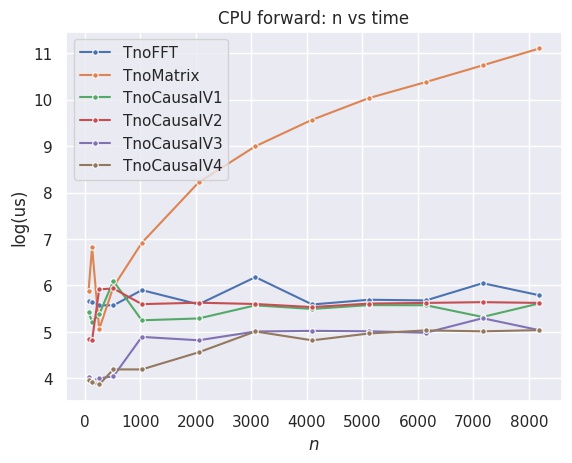 CPU forward: n vs time
TnoFFT
TnoMatrix
TnoCausalV1
TnoCausalV2
TnoCausalV3
TnoCausalV4
log(us)
11
10
9
8
7
6
5
4
0 1000 2000 3000 4000 5000 6000 7000 8000
n